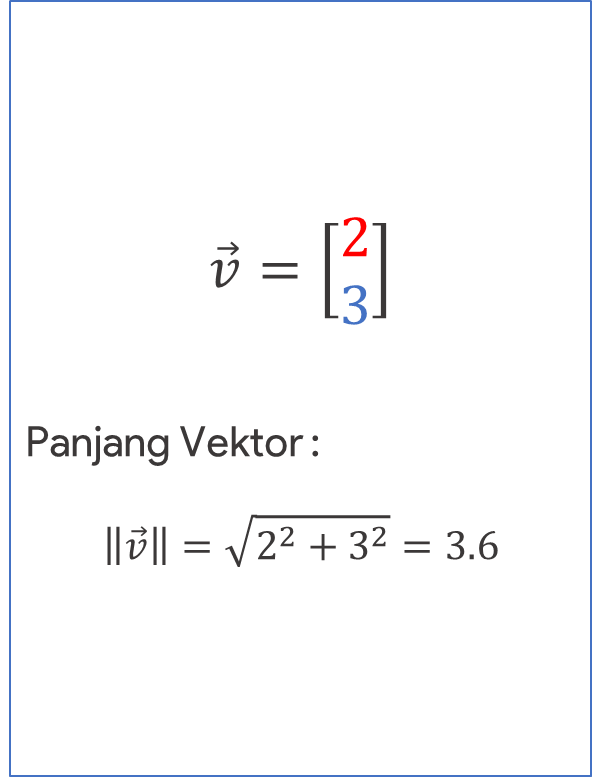 v⃗ = [2
3]
Panjang Vektor :
‖v⃗‖ = √(2² + 3²) = 3.6